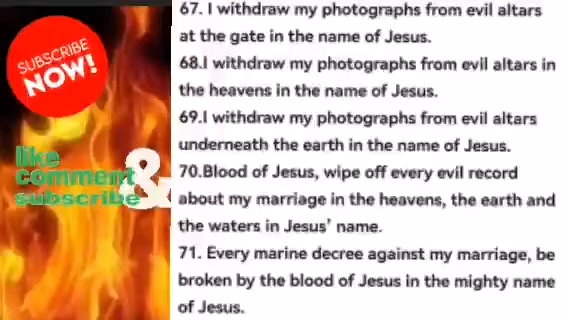 SUBSCRIBE
NOW!
like
comment
&
subscribe
67. I withdraw my photographs from evil altars
at the gate in the name of Jesus.
68.I withdraw my photographs from evil altars in
the heavens in the name of Jesus.
69.I withdraw my photographs from evil altars
underneath the earth in the name of Jesus.
70.Blood of Jesus, wipe off every evil record
about my marriage in the heavens, the earth and
the waters in Jesus' name.
71. Every marine decree against my marriage, be
broken by the blood of Jesus in the mighty name
of Jesus.